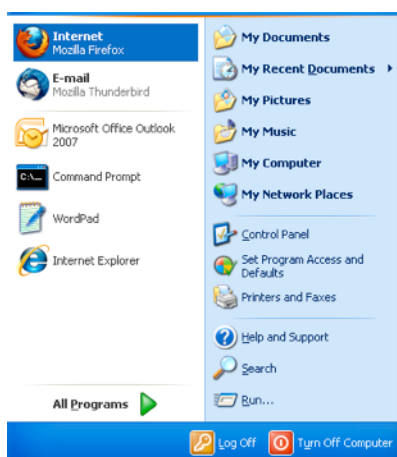 Internet
Mozilla Firefox
E-mail
Mozilla Thunderbird
Microsoft Office Outlook
2007
C:\_
Command Prompt
WordPad
Internet Explorer
All Programs
My Documents
My Recent Documents
My Pictures
My Music
My Computer
My Network Places
Control Panel
Set Program Access and
Defaults
Printers and Faxes
Help and Support
Search
Run...
Log Off
Turn Off Computer